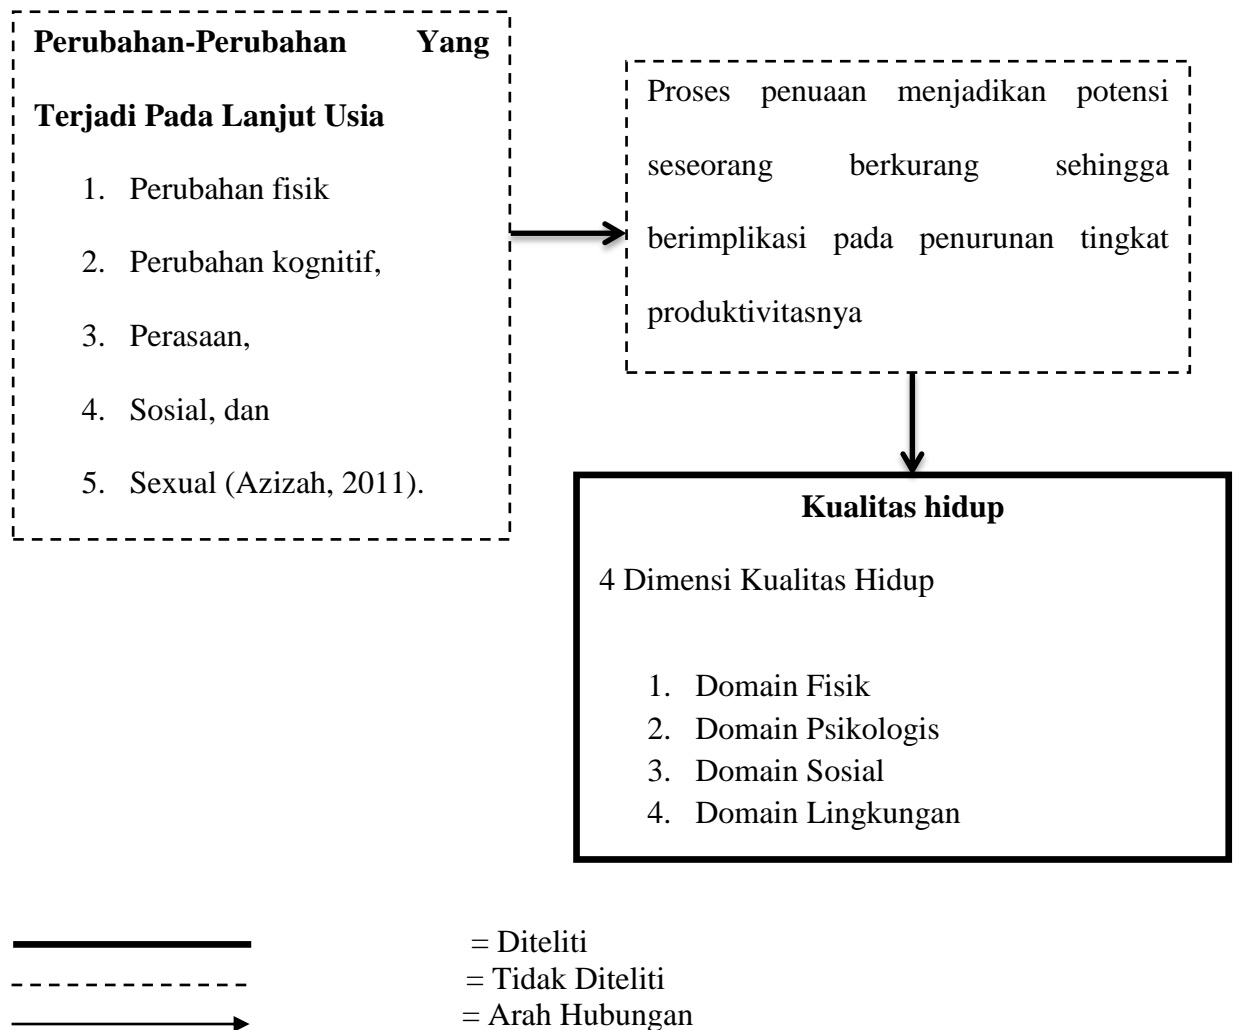 Perubahan-Perubahan Yang
Terjadi Pada Lanjut Usia
1. Perubahan fisik
2. Perubahan kognitif,
3. Perasaan,
4. Sosial, dan
5. Sexual (Azizah, 2011).
Proses penuaan menjadikan potensi
seseorang berkurang sehingga
berimplikasi pada penurunan tingkat
produktivitasnya
Kualitas hidup
4 Dimensi Kualitas Hidup
1. Domain Fisik
2. Domain Psikologis
3. Domain Sosial
4. Domain Lingkungan
= Diteliti
= Tidak Diteliti
= Arah Hubungan